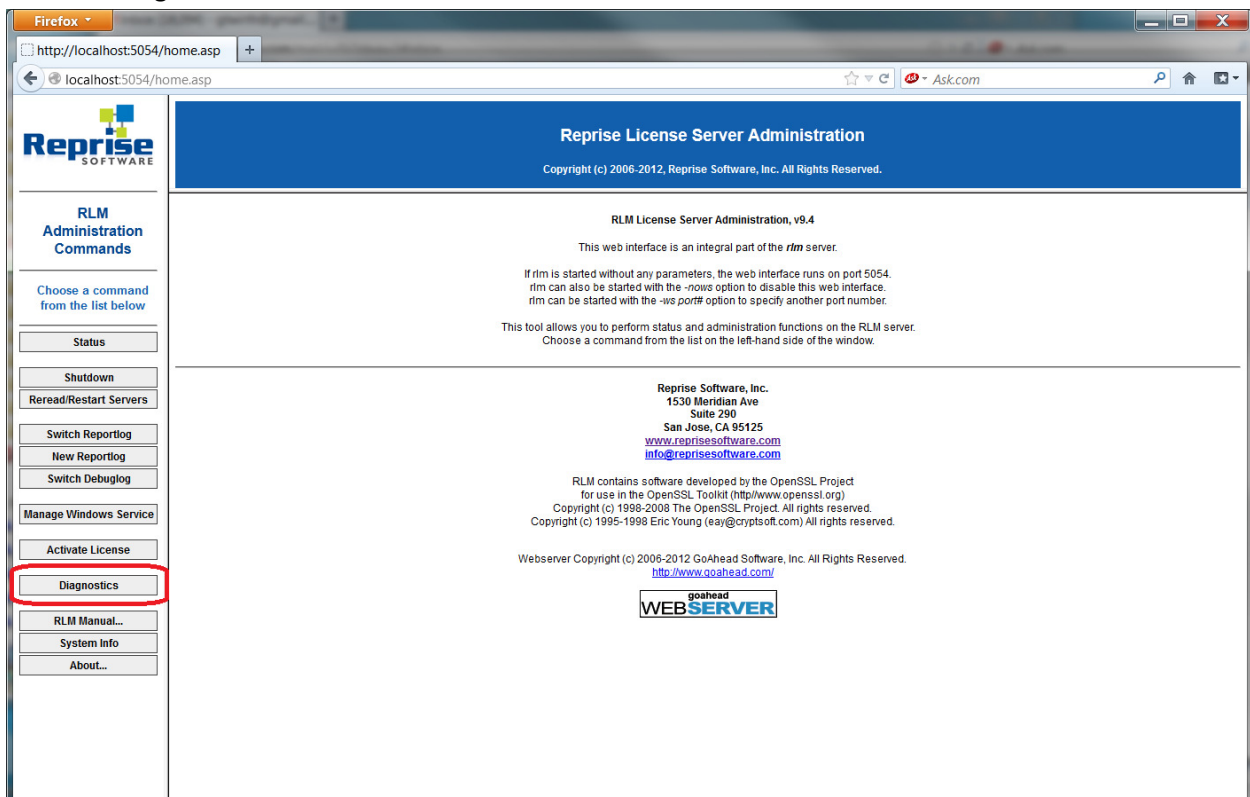 Firefox
http://localhost:5054/home.asp
+
localhost:5054/home.asp
Ask.com
Reprise
SOFTWARE
RLM
Administration
Commands
Choose a command
from the list below
Status
Shutdown
Reread/Restart Servers
Switch Reportlog
New Reportlog
Switch Debuglog
Manage Windows Service
Activate License
Diagnostics
RLM Manual...
System Info
About...
Reprise License Server Administration
Copyright (c) 2006-2012, Reprise Software, Inc. All Rights Reserved.
RLM License Server Administration, v9.4
This web interface is an integral part of the rlm server.
If rlm is started without any parameters, the web interface runs on port 5054.
rlm can also be started with the -nows option to disable this web interface.
rlm can be started with the -ws port# option to specify another port number.
This tool allows you to perform status and administration functions on the RLM server.
Choose a command from the list on the left-hand side of the window.
Reprise Software, Inc.
1530 Meridian Ave
Suite 290
San Jose, CA 95125
www.reprisesoftware.com
info@reprisesoftware.com
RLM contains software developed by the OpenSSL Project
for use in the OpenSSL Toolkit (http//www.openssl.org)
Copyright (c) 1998-2008 The OpenSSL Project. All rights reserved.
Copyright (c) 1995-1998 Eric Young (eay@cryptsoft.com) All rights reserved.
Webserver Copyright (c) 2006-2012 GoAhead Software, Inc. All Rights Reserved.
http://www.goahead.com/
goahead
WEBSERVER